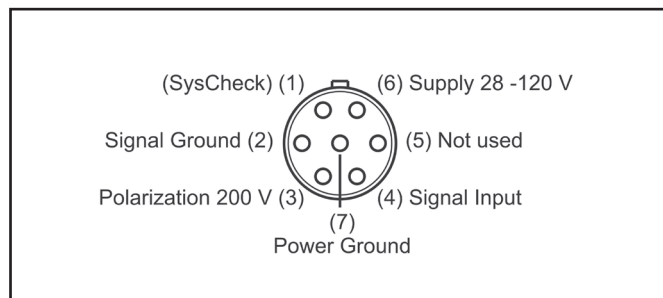 (SysCheck) (1) (6) Supply 28 -120 V
Signal Ground (2) (5) Not used
Polarization 200 V (3) (4) Signal Input
(7)
Power Ground